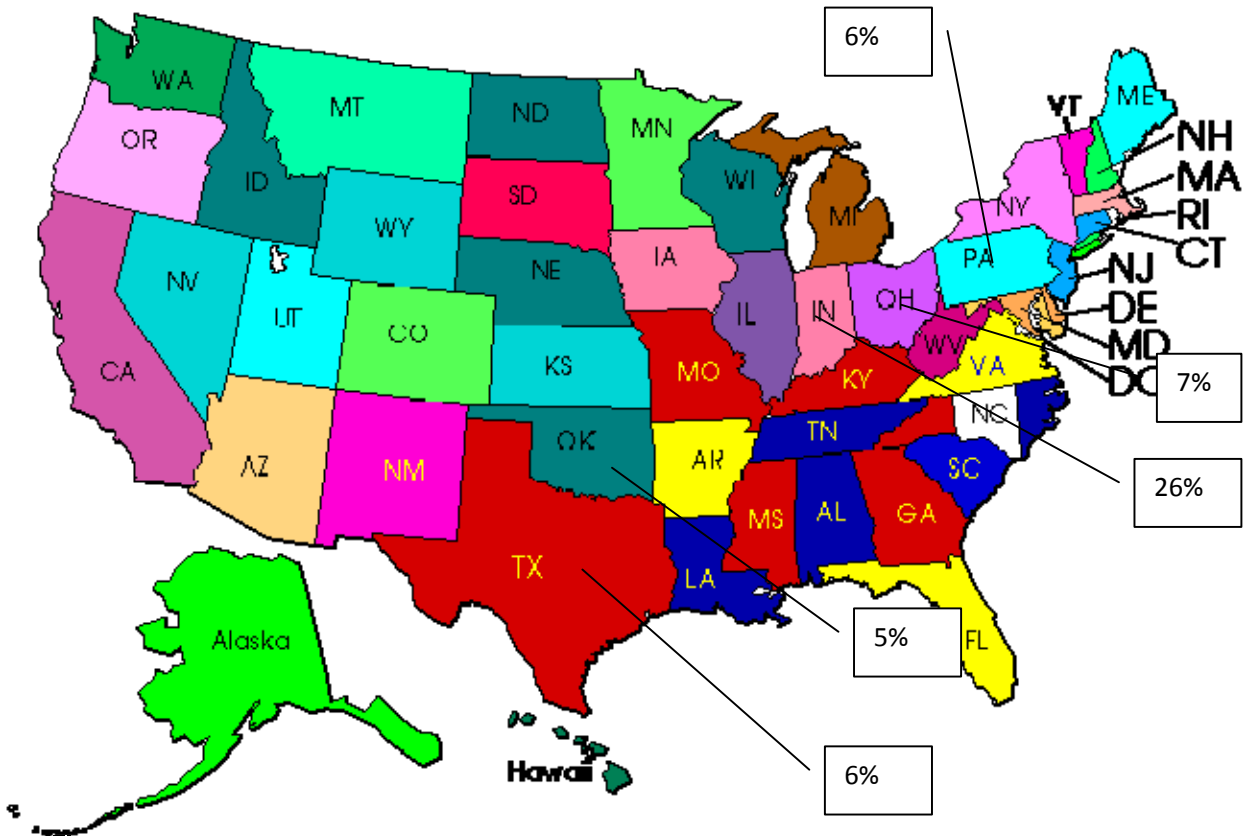 6%
WA
MT
ND
MN
VT
ME
OR
NH
ID
SD
WI
MI
MA
WY
NY
RI
CT
NE
IA
PA
NV
NJ
UT
IL
IN
OH
DE
CO
KS
WV
MD
CA
MO
KY
VA
DC
7%
NC
OK
TN
AZ
NM
AR
SC
26%
MS
AL
GA
TX
LA
Alaska
5%
FL
Hawaii
6%